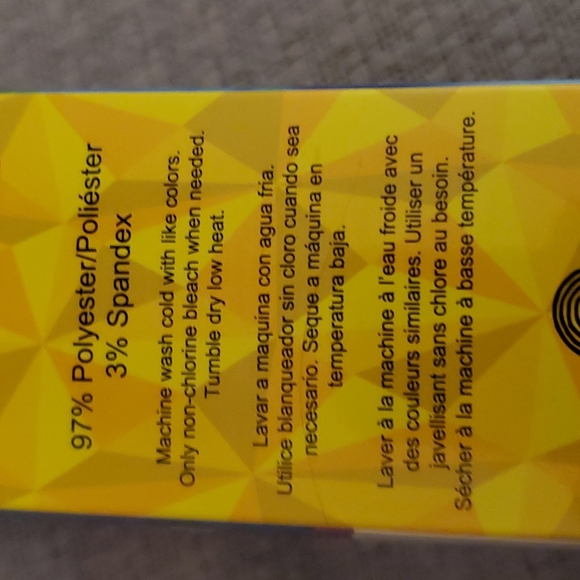 97% Polyester/Poliéster
3% Spandex
Machine wash cold with like colors.
Only non-chlorine bleach when needed.
Tumble dry low heat.
Lavar a maquina con agua fria.
Utilice blanqueador sin cloro cuando sea
necesario. Seque a máquina en
temperatura baja.
Laver à la machine à l'eau froide avec
des couleurs similaires. Utiliser un
javellisant sans chlore au besoin.
Sécher à la machine à basse température.